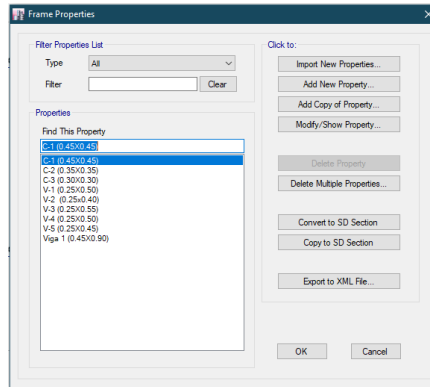 Frame Properties
Filter Properties List
Type
All
Filter
Clear
Properties
Find This Property
C-1 (0.45X0.45)
C-1 (0.45X0.45)
C-2 (0.35X0.35)
C-3 (0.30X0.30)
V-1 (0.25X0.50)
V-2 (0.25x0.40)
V-3 (0.25X0.55)
V-4 (0.25X0.50)
V-5 (0.25X0.45)
Viga 1 (0.45X0.90)
Click to:
Import New Properties...
Add New Property...
Add Copy of Property...
Modify/Show Property...
Delete Property
Delete Multiple Properties...
Convert to SD Section
Copy to SD Section
Export to XML File...
OK
Cancel